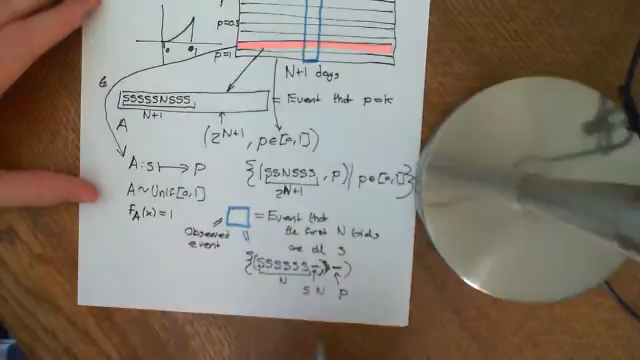 p=0.5
p=1
N+1 days
SSSSSNSSS
= Event that p=k
N+1
A
(2^{N+1}, p∈[0,1])
A: S ↦ p
{(SSNSSS, p) | p∈[0,1]}
2^{N+1}
A~Unif[0,1]
f_A(x)=1
= Event that
the first N trials
are all S
Observed
event
{(SSSSSS _, _)
N
S N p